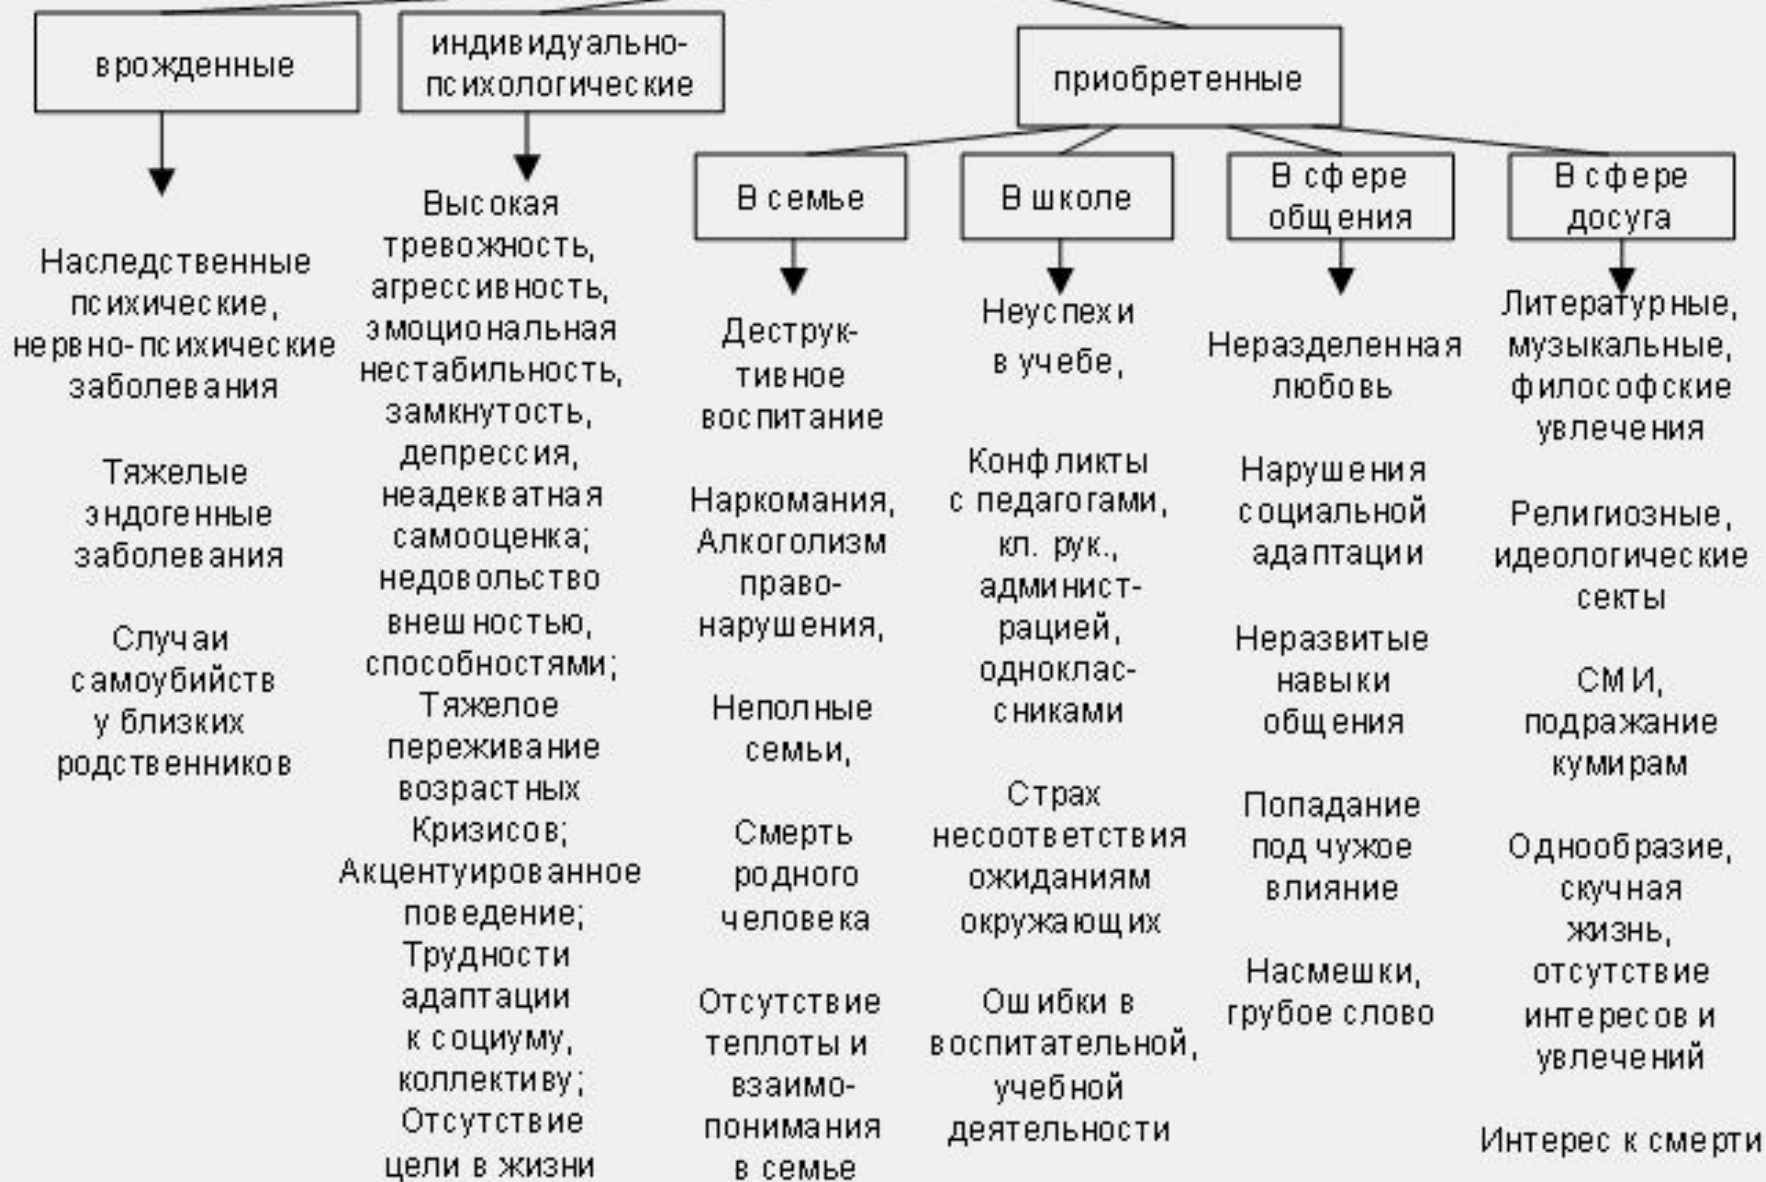 врожденные
индивидуально-
психологические
приобретенные
В семье
В школе
В сфере
общения
В сфере
досуга
Наследственные
психические,
нервно-психические
заболевания
Тяжелые
эндогенные
заболевания
Случаи
самоубийств
у близких
родственников
Высокая
тревожность,
агрессивность,
эмоциональная
нестабильность,
замкнутость,
депрессия,
неадекватная
самооценка;
недовольство
внешностью,
способностями;
Тяжелое
переживание
возрастных
Кризисов;
Акцентуированное
поведение;
Трудности
адаптации
к социуму,
коллективу;
Отсутствие
цели в жизни
Деструк-
тивное
воспитание
Наркомания,
Алкоголизм
право-
нарушения,
Неполные
семьи,
Смерть
родного
человека
Отсутствие
теплоты и
взаимо-
понимания
в семье
Неуспехи
в учебе,
Конфликты
с педагогами,
кл. рук.,
админист-
рацией,
однокла­с-
сниками
Страх
несоответствия
ожиданиям
окружающих
Ошибки в
воспитательной,
учебной
деятельности
Неразделенная
любовь
Нарушения
социальной
адаптации
Неразвитые
навыки
общения
Попадание
под чужое
влияние
Насмешки,
грубое слово
Литературные,
музыкальные,
философские
увлечения
Религиозные,
идеологические
секты
СМИ,
подражание
кумирам
Однообразие,
скучная
жизнь,
отсутствие
интересов и
увлечений
Интерес к смерти